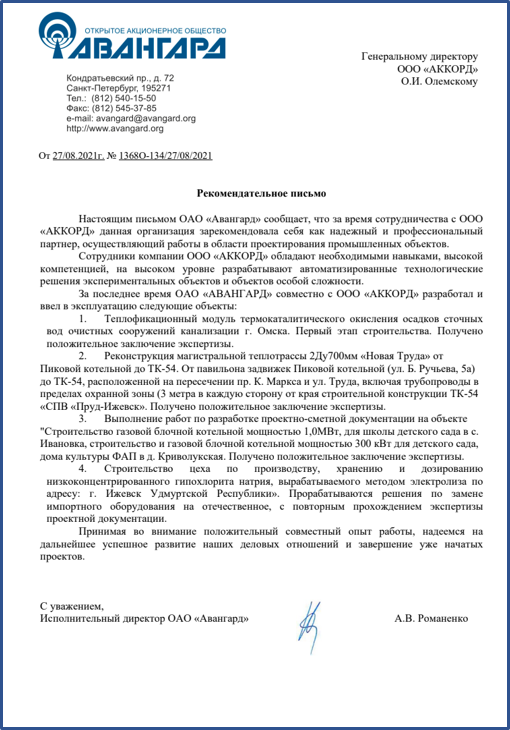 ОТКРЫТОЕ АКЦИОНЕРНОЕ ОБЩЕСТВО
АВАНГАРД
Кондратьевский пр., д. 72
Санкт-Петербург, 195271
Тел.: (812) 540-15-50
Факс: (812) 545-37-85
e-mail: avangard@avangard.org
http://www.avangard.org
Генеральному директору
ООО «АККОРД»
О.И. Олемскому
От 27/08.2021г. № 1368О-134/27/08/2021
Рекомендательное письмо
Настоящим письмом ОАО «Авангард» сообщает, что за время сотрудничества с ООО
«АККОРД» данная организация зарекомендовала себя как надежный и профессиональный
партнер, осуществляющий работы в области проектирования промышленных объектов.
Сотрудники компании ООО «АККОРД» обладают необходимыми навыками, высокой
компетенцией, на высоком уровне разрабатывают автоматизированные технологические
решения экспериментальных объектов и объектов особой сложности.
За последнее время ОАО «АВАНГАРД» совместно с ООО «АККОРД» разработал и
ввел в эксплуатацию следующие объекты:
1. Теплофикационный модуль термокаталитического окисления осадков сточных
вод очистных сооружений канализации г. Омска. Первый этап строительства. Получено
положительное заключение экспертизы.
2. Реконструкция магистральной теплотрассы 2Ду700мм «Новая Труда» от
Пиковой котельной до ТК-54. От павильона задвижек Пиковой котельной (ул. Б. Ручьева, 5а)
до ТК-54, расположенной на пересечении пр. К. Маркса и ул. Труда, включая трубопроводы в
пределах охранной зоны (3 метра в каждую сторону от края строительной конструкции ТК-54
«СПВ «Пруд-Ижевск». Получено положительное заключение экспертизы.
3. Выполнение работ по разработке проектно-сметной документации на объекте
"Строительство газовой блочной котельной мощностью 1,0МВт, для школы детского сада в с.
Ивановка, строительство и газовой блочной котельной мощностью 300 кВт для детского сада,
дома культуры ФАП в д. Криволукская. Получено положительное заключение экспертизы.
4. Строительство цеха по производству, хранению и дозированию
низкоконцентрированного гипохлорита натрия, вырабатываемого методом электролиза по
адресу: г. Ижевск Удмуртской Республики». Прорабатываются решения по замене
импортного оборудования на отечественное, с повторным прохождением экспертизы
проектной документации.
Принимая во внимание положительный совместный опыт работы, надеемся на
дальнейшее успешное развитие наших деловых отношений и завершение уже начатых
проектов.
С уважением,
Исполнительный директор ОАО «Авангард» А.В. Романенко